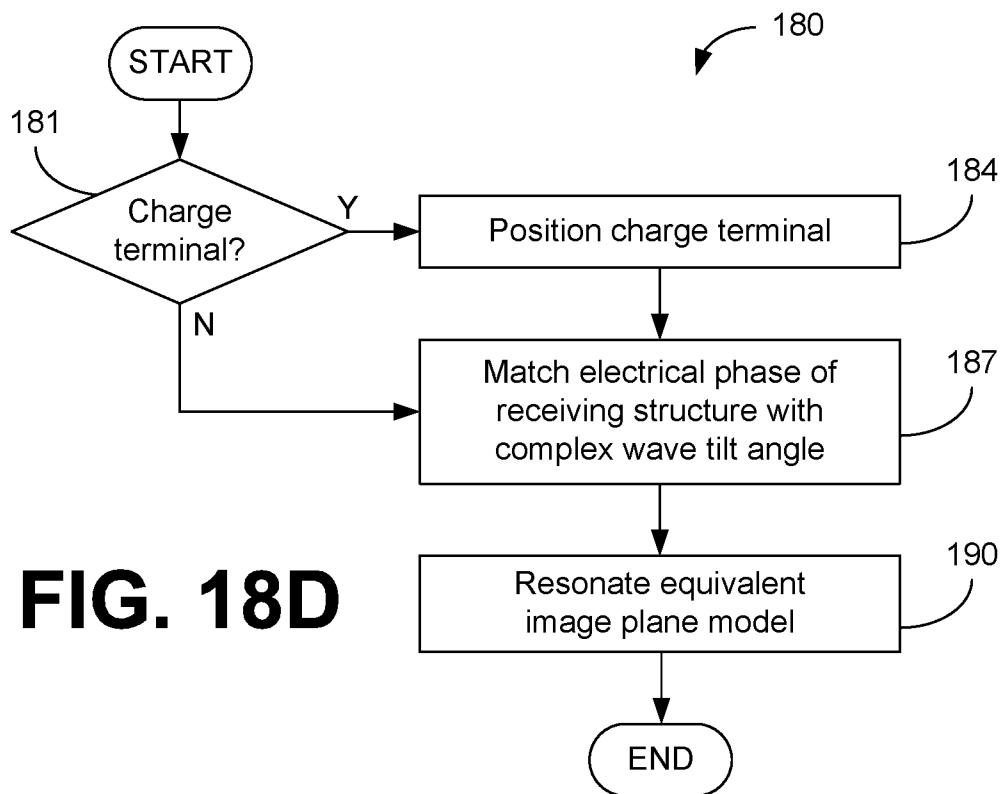 START
180
181
Charge
terminal?
Y
N
Position charge terminal
184
Match electrical phase of
receiving structure with
complex wave tilt angle
187
Resonate equivalent
image plane model
190
END
FIG. 18D